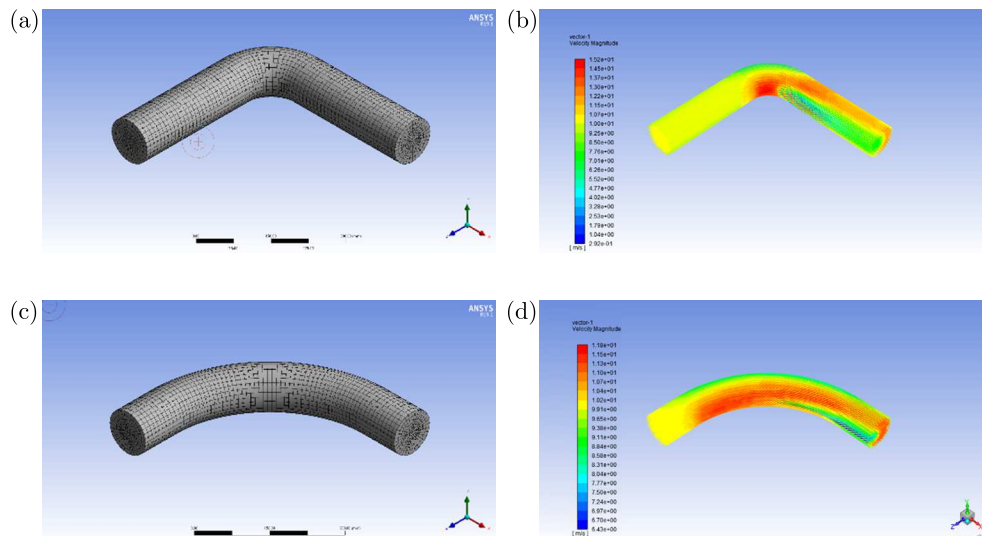 (a)
ANSYS
(b)
vector-1
Velocity Magnitude
1.52e+01
1.45e+01
1.37e+01
1.30e+01
1.22e+01
1.15e+01
1.07e+01
1.00e+01
9.25e+00
8.50e+00
7.76e+00
7.01e+00
6.26e+00
5.52e+00
4.77e+00
4.02e+00
3.28e+00
2.53e+00
1.79e+00
1.04e+00
2.92e-01
[m/s]
(c)
ANSYS
(d)
vector-1
Velocity Magnitude
1.18e+01
1.15e+01
1.13e+01
1.10e+01
1.07e+01
1.04e+01
1.02e+01
9.91e+00
9.65e+00
9.38e+00
9.11e+00
8.84e+00
8.58e+00
8.31e+00
8.04e+00
7.77e+00
7.50e+00
7.24e+00
6.97e+00
6.70e+00
6.43e+00
[m/s]